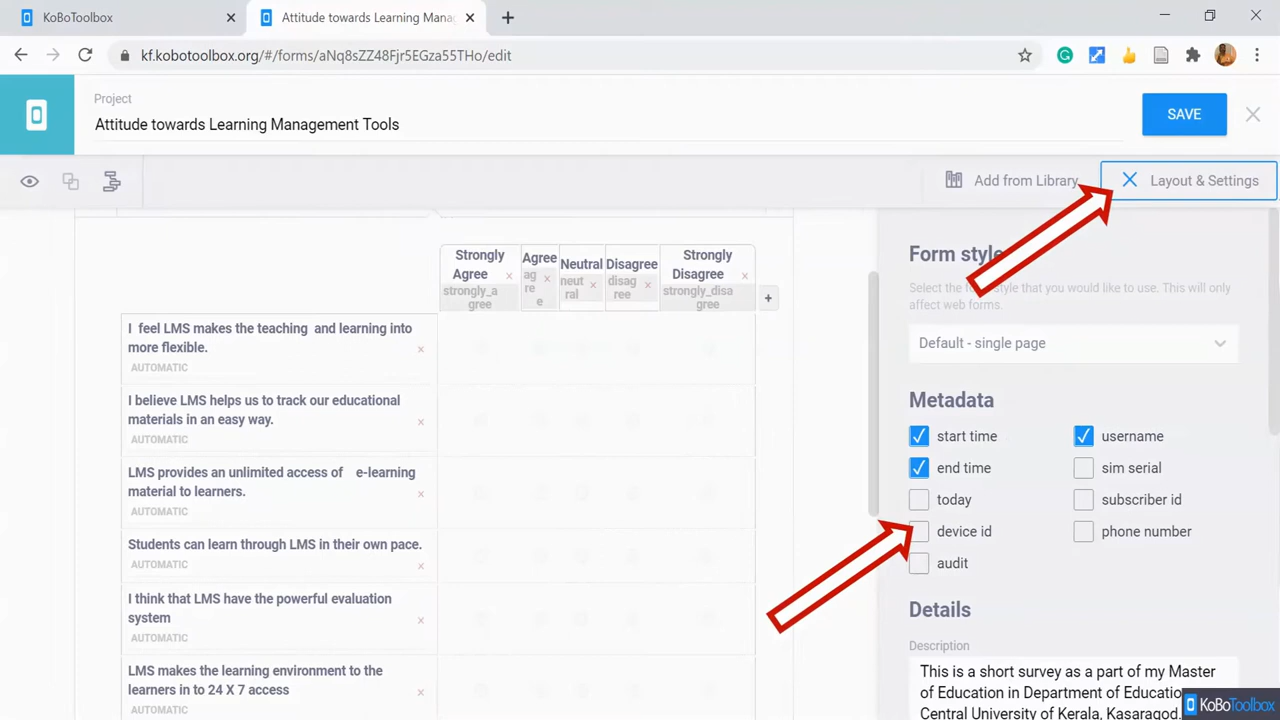 KoBoToolbox
Attitude towards Learning Mana
kf.kobotoolbox.org/#/forms/aNq8sZZ48Fjr5EGza55THo/edit
Project
Attitude towards Learning Management Tools
SAVE
Add from Library
Layout & Settings
Strongly Agree
strongly_a
gree
Agree
ag
re
e
Neutral
neut
ral
Disagree
disag
ree
Strongly
Disagree
strongly_disa
gree
I feel LMS makes the teaching and learning into
more flexible.
AUTOMATIC
I believe LMS helps us to track our educational
materials in an easy way.
AUTOMATIC
LMS provides an unlimited access of e-learning
material to learners.
AUTOMATIC
Students can learn through LMS in their own pace.
AUTOMATIC
I think that LMS have the powerful evaluation
system
AUTOMATIC
LMS makes the learning environment to the
learners in to 24 X 7 access
AUTOMATIC
Form style
Select the form style that you would like to use. This will only
affect web forms.
Default - single page
Metadata
start time
username
end time
sim serial
today
subscriber id
device id
phone number
audit
Details
Description
This is a short survey as a part of my Master
of Education in Department of Educatio
Central University of Kerala, Kasaragod.
KoBoToolbox